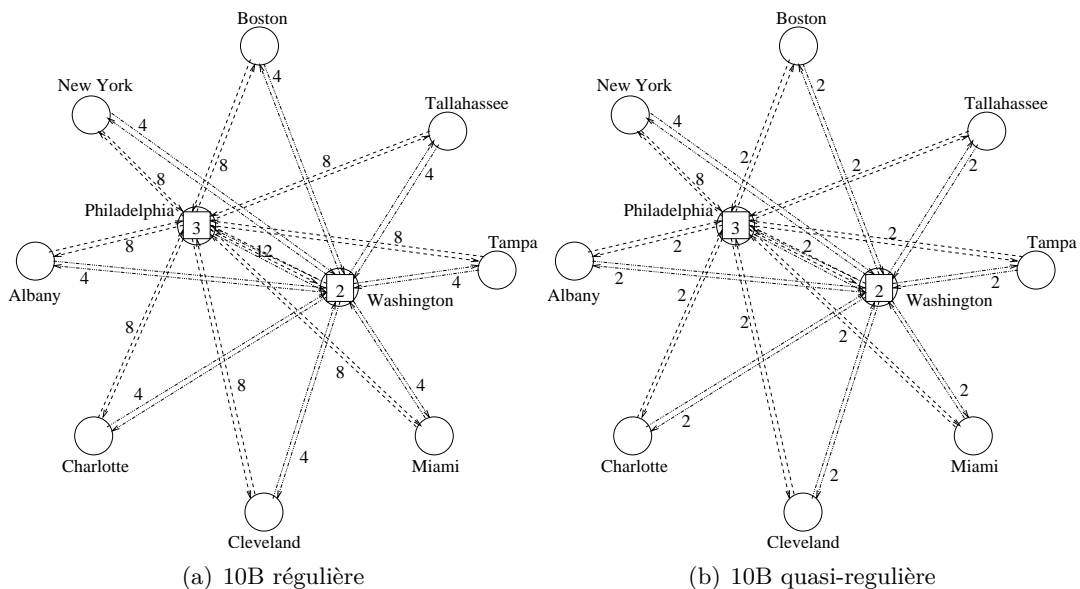 Boston
4
New York
4
Tallahassee
8
8
4
8
Philadelphia
3
12
8
8
Tampa
4
2
4
Albany
Washington
8
8
8
4
4
4
Charlotte
Miami
Cleveland
(a) 10B régulière
Boston
2
New York
4
Tallahassee
2
2
2
8
Philadelphia
3
2
2
2
Tampa
2
2
2
Albany
Washington
2
2
2
2
2
2
Charlotte
Miami
Cleveland
(b) 10B quasi-regulière